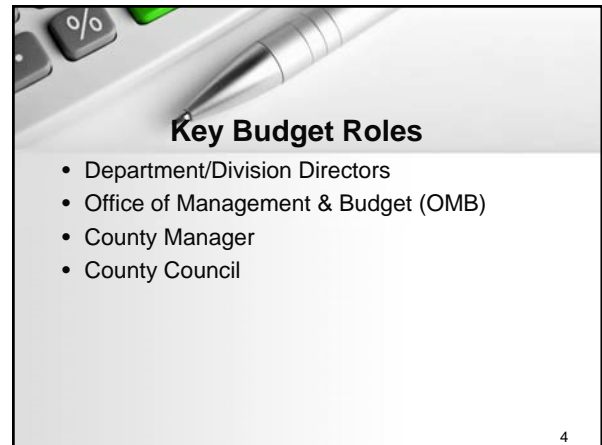 %
Key Budget Roles
• Department/Division Directors
• Office of Management & Budget (OMB)
• County Manager
• County Council
4